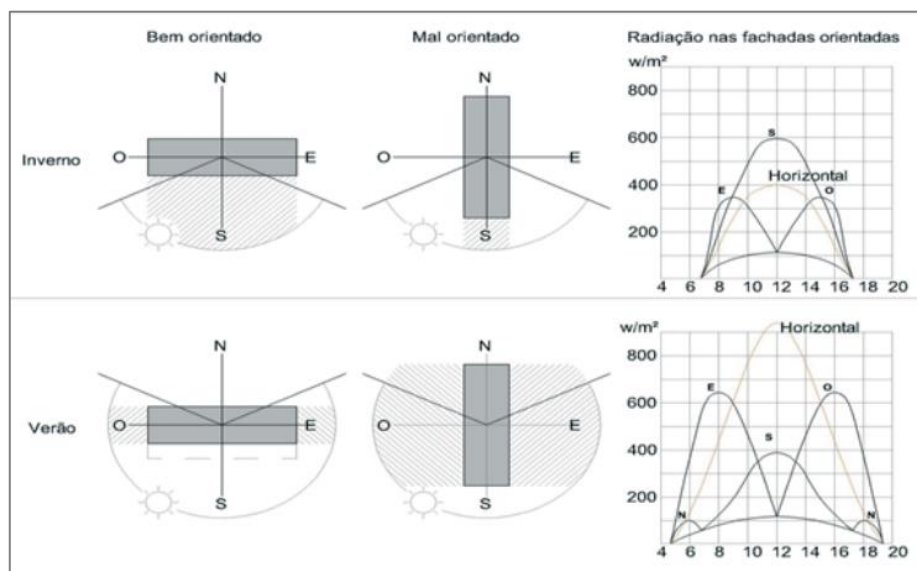 Bem orientado
Mal orientado
Radiação nas fachadas orientadas
Inverno
N
O
E
S
N
O
E
S
w/m²
800
600
400
200
S
Horizontal
E
O
4 6 8 10 12 14 16 18 20
Verão
N
O
E
S
N
O
E
S
w/m²
800
600
400
200
Horizontal
E
O
S
N
N
4 6 8 10 12 14 16 18 20